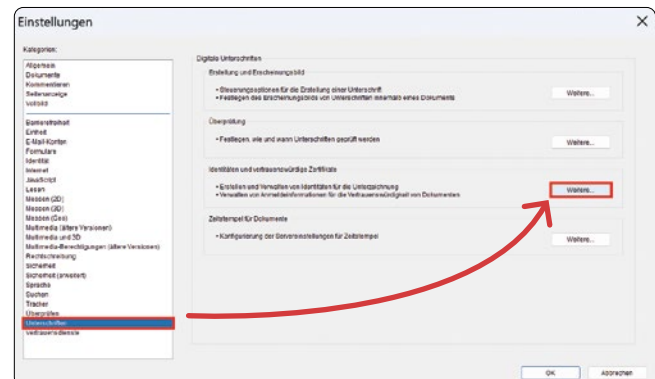 Einstellungen
Kategorien:
Allgemein
Dokumente
Kommentieren
Seitenanzeige
Vollbild
Barrierefreiheit
Einheit
E-Mail-Konten
Formulare
Identität
Internet
JavaScript
Lesen
Messen (2D)
Messen (3D)
Messen (Geo)
Multimedia (ältere Versionen)
Multimedia und 3D
Multimedia-Berechtigungen (ältere Versionen)
Rechtschreibung
Sicherheit
Sicherheit (erweitert)
Sprache
Suchen
Tracker
Überprüfen
Unterschriften
Vertrauensdienste
Digitale Unterschriften
Erstellung und Erscheinungsbild
• Steuerungsoptionen für die Erstellung einer Unterschrift
• Festlegen des Erscheinungsbilds von Unterschriften innerhalb eines Dokuments
Weitere...
Überprüfung
• Festlegen, wie und wann Unterschriften geprüft werden
Weitere...
Identitäten und vertrauenswürdige Zertifikate
• Erstellen und Verwalten von Identitäten für die Unterzeichnung
• Verwalten von Anmeldeinformationen für die Vertrauenswürdigkeit von Dokumenten
Weitere...
Zeitstempel für Dokumente
• Konfigurierung der Servereinstellungen für Zeitstempel
Weitere...
OK
Abbrechen